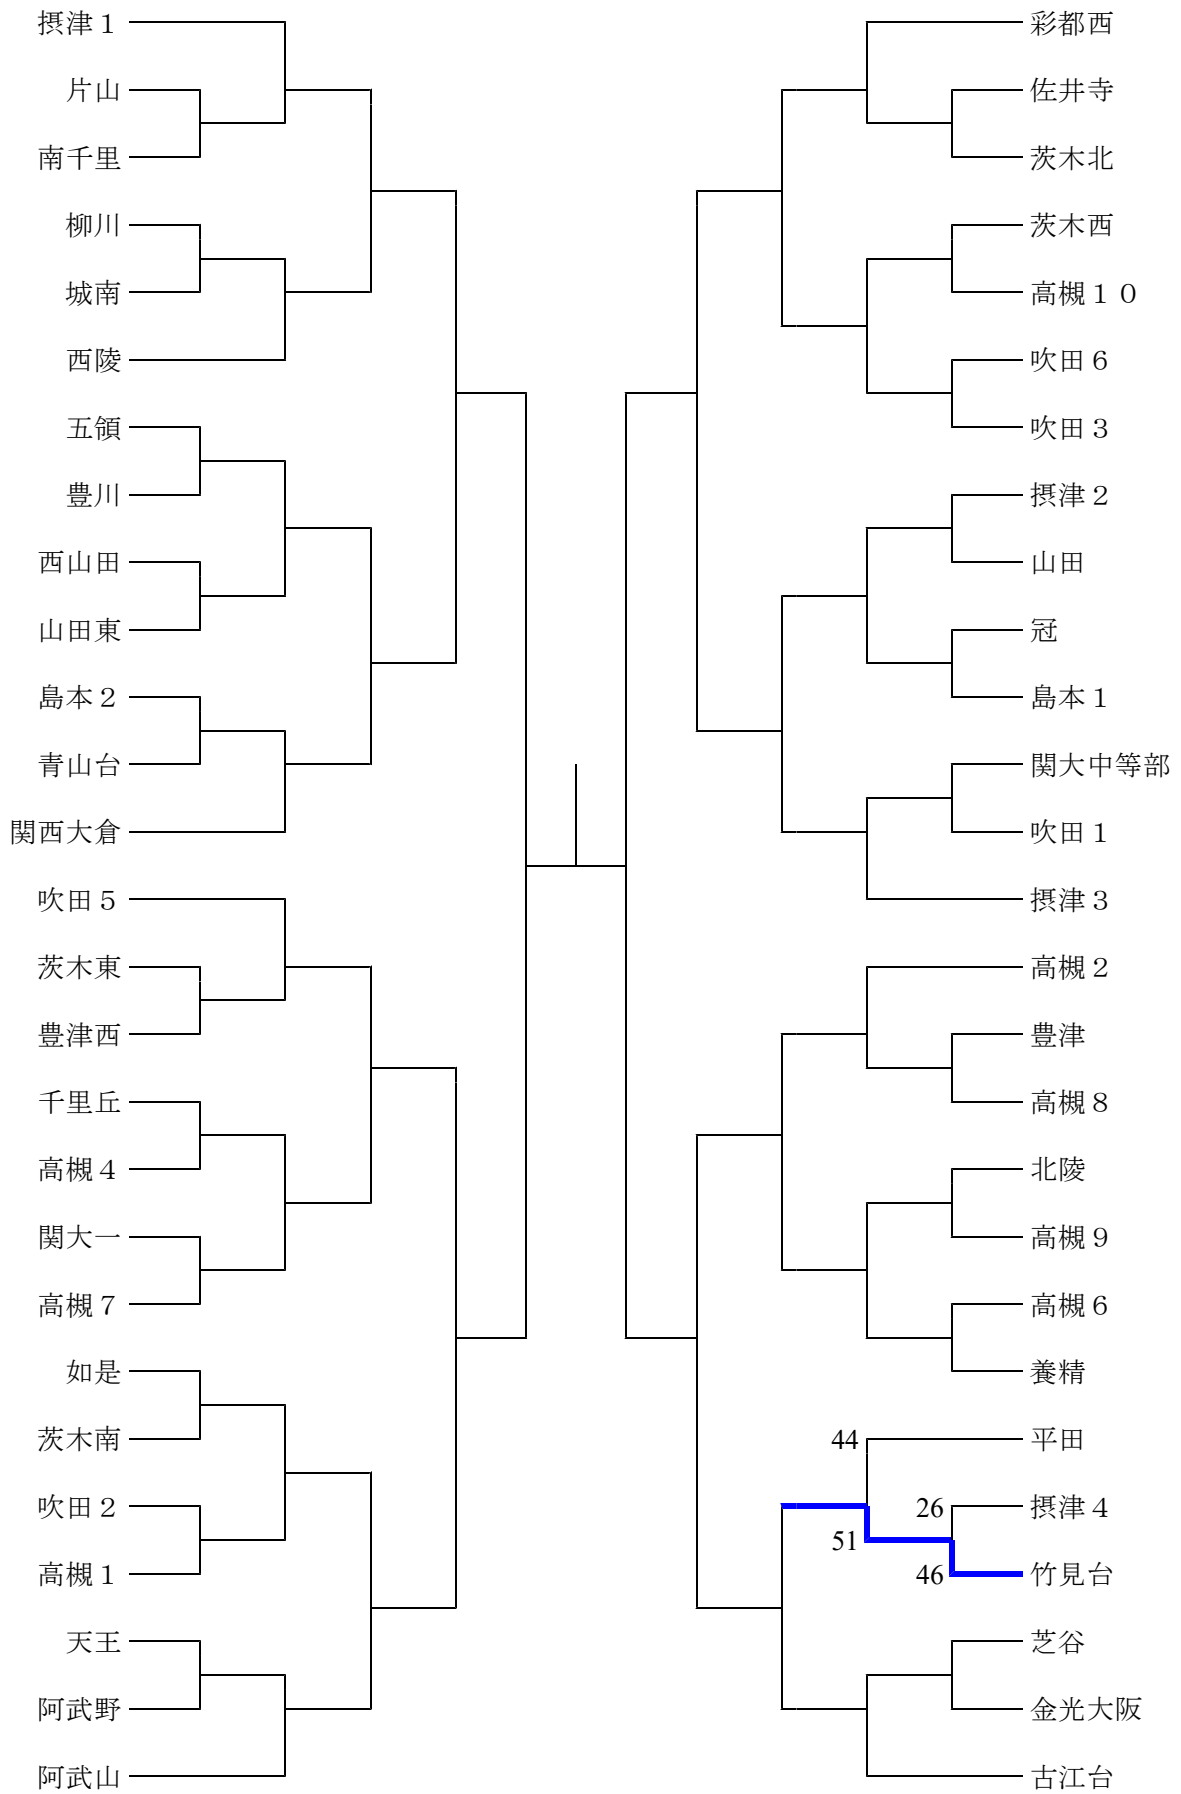 摂津１
片山
南千里
柳川
城南
西陵
五領
豊川
西山田
山田東
島本２
青山台
関西大倉
吹田５
茨木東
豊津西
千里丘
高槻４
関大一
高槻７
如是
茨木南
吹田２
高槻１
天王
阿武野
阿武山
彩都西
佐井寺
茨木北
茨木西
高槻１０
吹田６
吹田３
摂津２
山田
冠
島本１
関大中等部
吹田１
摂津３
高槻２
豊津
高槻８
北陵
高槻９
高槻６
養精
44 平田
26 摂津４
51
46 竹見台
芝谷
金光大阪
古江台